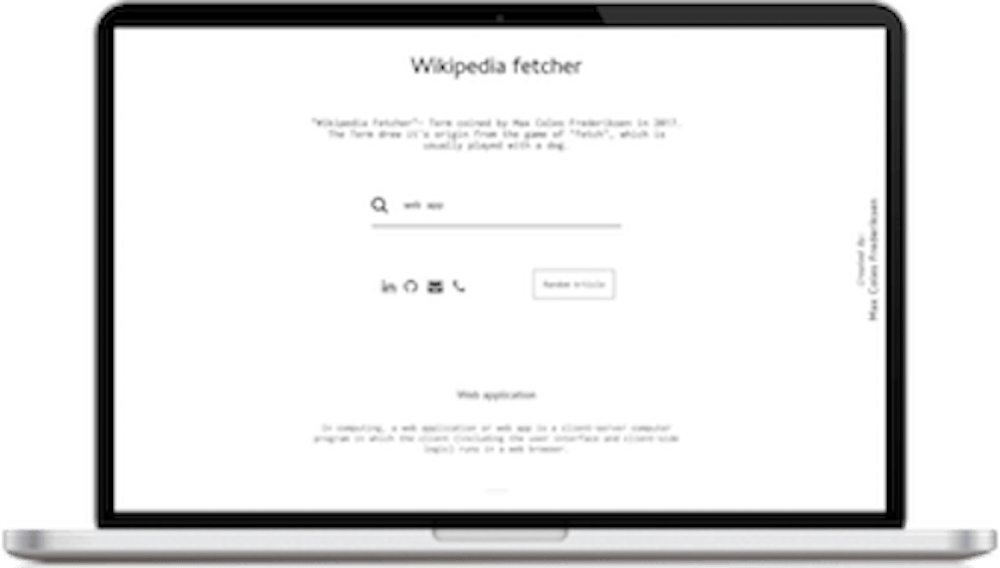 Wikipedia fetcher
"Wikipedia Fetcher"- Term coined by Max Coles Frederiksen in 2017.
The Term drew it's origin from the game of "fetch", which is
usually played with a dog.
web app
in
Random Article
Created By:
Max Coles Frederiksen
Web application
In computing, a web application or web app is a client-server computer
program in which the client (including the user interface and client-side
logic) runs in a web browser.